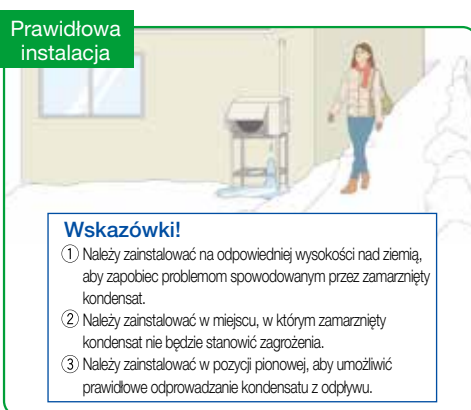 Prawidłowa
instalacja
Wskazówki!
① Należy zainstalować na odpowiedniej wysokości nad ziemią,
aby zapobiec problemom spowodowanym przez zamarznięty
kondensat.
② Należy zainstalować w miejscu, w którym zamarznięty
kondensat nie będzie stanowić zagrożenia.
③ Należy zainstalować w pozycji pionowej, aby umożliwić
prawidłowe odprowadzanie kondensatu z odpływu.